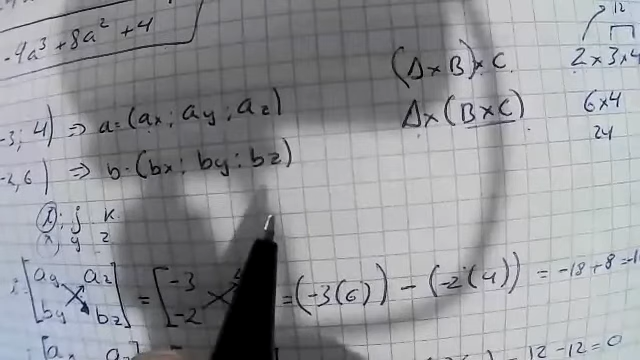 -4a³ + 8a² + 4
(A × B) × C
12
2 × 3 × 4
A × (B × C)
6 × 4
24
-3; 4) ⇒ a = (ax; ay; az)
-2, 6) ⇒ b = (bx; by; bz)
i; j k
x, y z
i: [ay az = [-3 = (-3(6)) - (-2(4)) = -18 + 8 =
by bz] -2
12 - 12 = 0